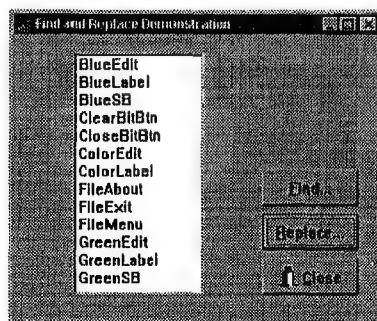 Find and Replace Demonstration
BlueEdit
BlueLabel
BlueSB
ClearBitBtn
CloseBitBtn
ColorEdit
ColorLabel
FileAbout
FileExit
FileMenu
GreenEdit
GreenLabel
GreenSB
Find...
Replace...
Close